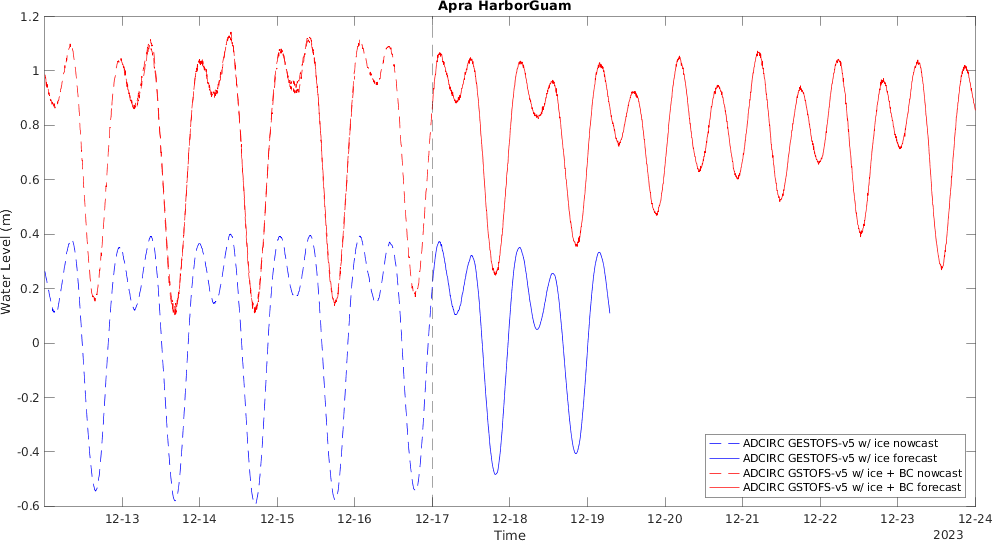 Apra HarborGuam
1.2
1
0.8
0.6
0.4
0.2
0
-0.2
-0.4
-0.6
Water Level (m)
ADCIRC GESTOFS-v5 w/ ice nowcast
ADCIRC GESTOFS-v5 w/ ice forecast
ADCIRC GSTOFS-v5 w/ ice + BC nowcast
ADCIRC GSTOFS-v5 w/ ice + BC forecast
12-13 12-14 12-15 12-16 12-17 12-18 12-19 12-20 12-21 12-22 12-23 12-24
Time
2023